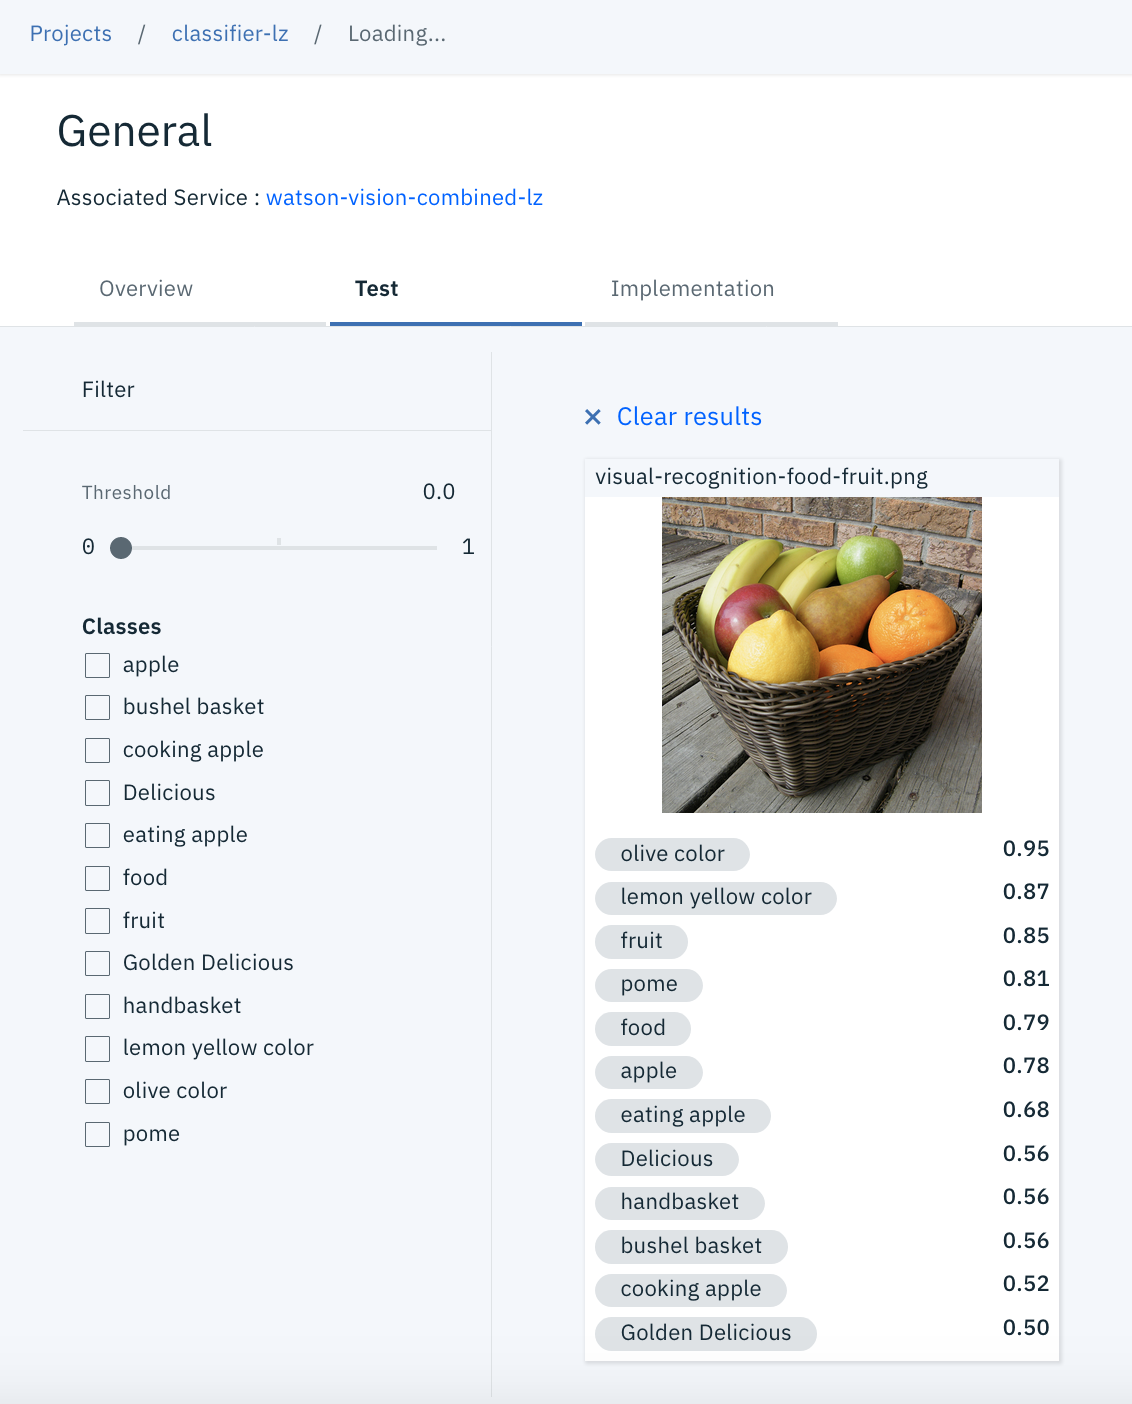 Projects / classifier-lz / Loading...
General
Associated Service : watson-vision-combined-lz
Overview Test Implementation
Filter
Threshold 0.0
0 1
Classes
apple
bushel basket
cooking apple
Delicious
eating apple
food
fruit
Golden Delicious
handbasket
lemon yellow color
olive color
pome
× Clear results
visual-recognition-food-fruit.png
olive color 0.95
lemon yellow color 0.87
fruit 0.85
pome 0.81
food 0.79
apple 0.78
eating apple 0.68
Delicious 0.56
handbasket 0.56
bushel basket 0.56
cooking apple 0.52
Golden Delicious 0.50